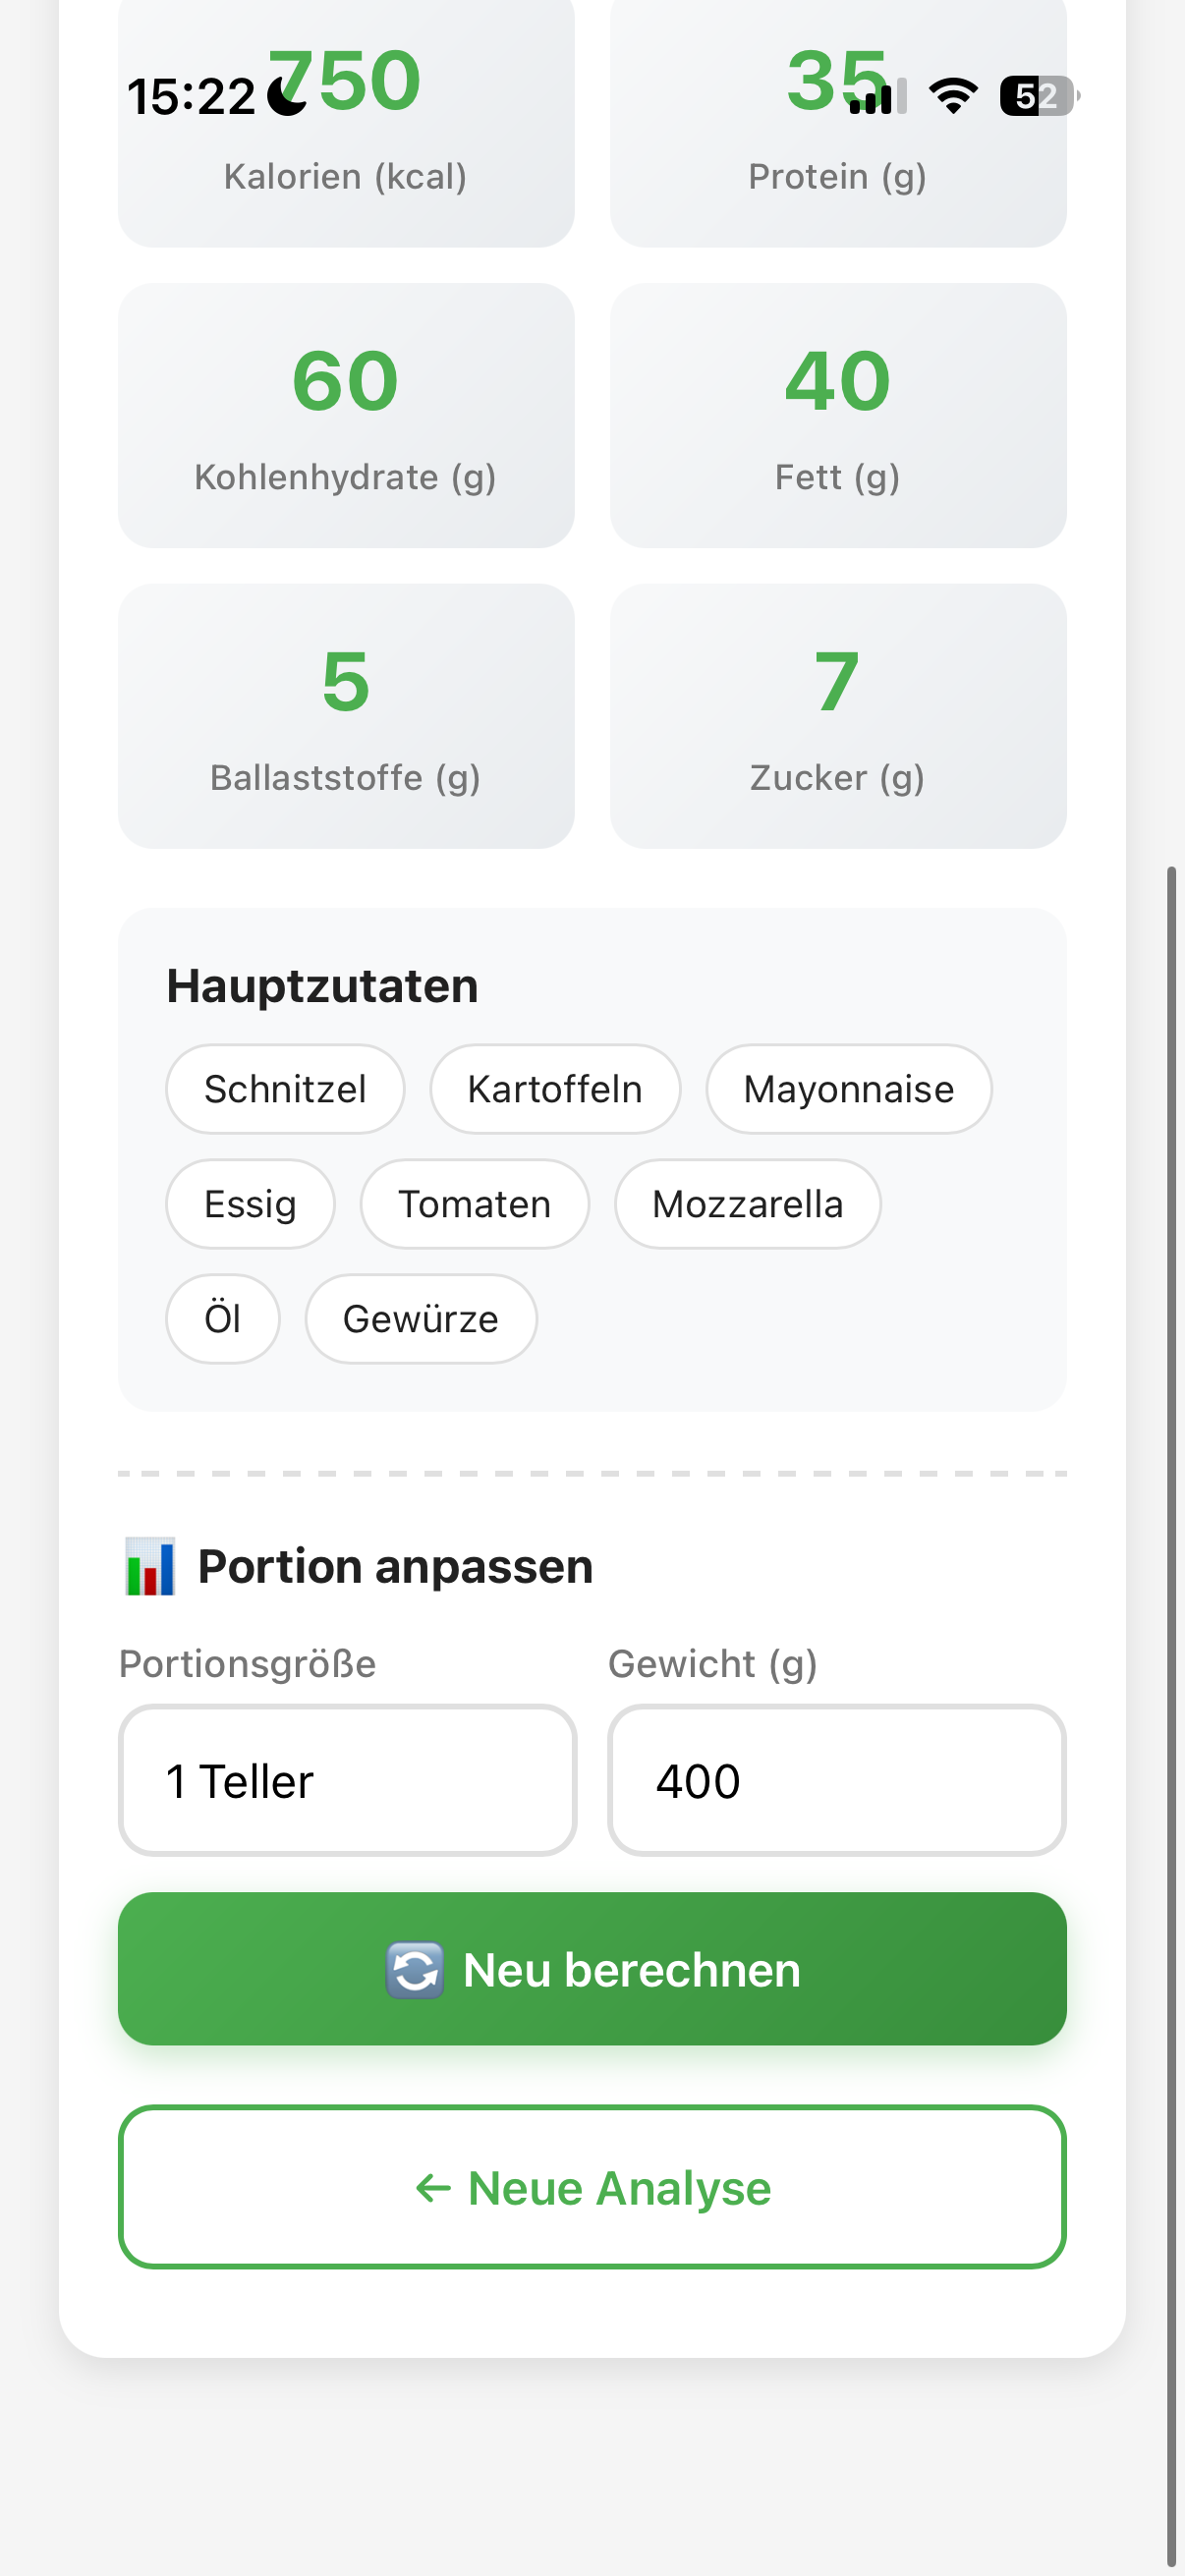 15:22
750
35
52
Kalorien (kcal)
Protein (g)
60
40
Kohlenhydrate (g)
Fett (g)
5
7
Ballaststoffe (g)
Zucker (g)
Hauptzutaten
Schnitzel
Kartoffeln
Mayonnaise
Essig
Tomaten
Mozzarella
Öl
Gewürze
Portion anpassen
Portionsgröße
Gewicht (g)
1 Teller
400
Neu berechnen
← Neue Analyse